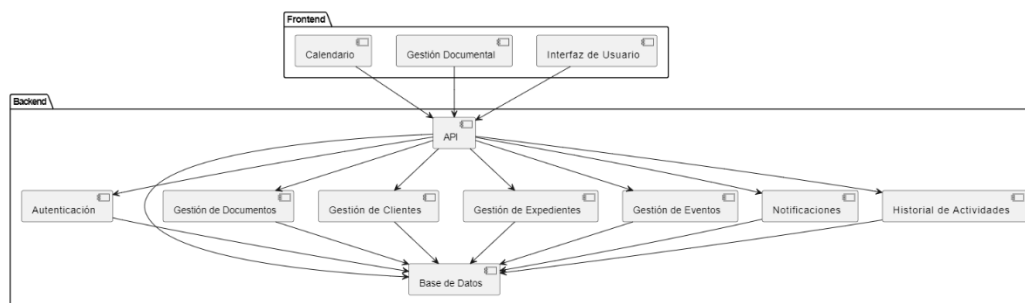 Frontend
Calendario
Gestión Documental
Interfaz de Usuario
Backend
API
Autenticación
Gestión de Documentos
Gestión de Clientes
Gestión de Expedientes
Gestión de Eventos
Notificaciones
Historial de Actividades
Base de Datos